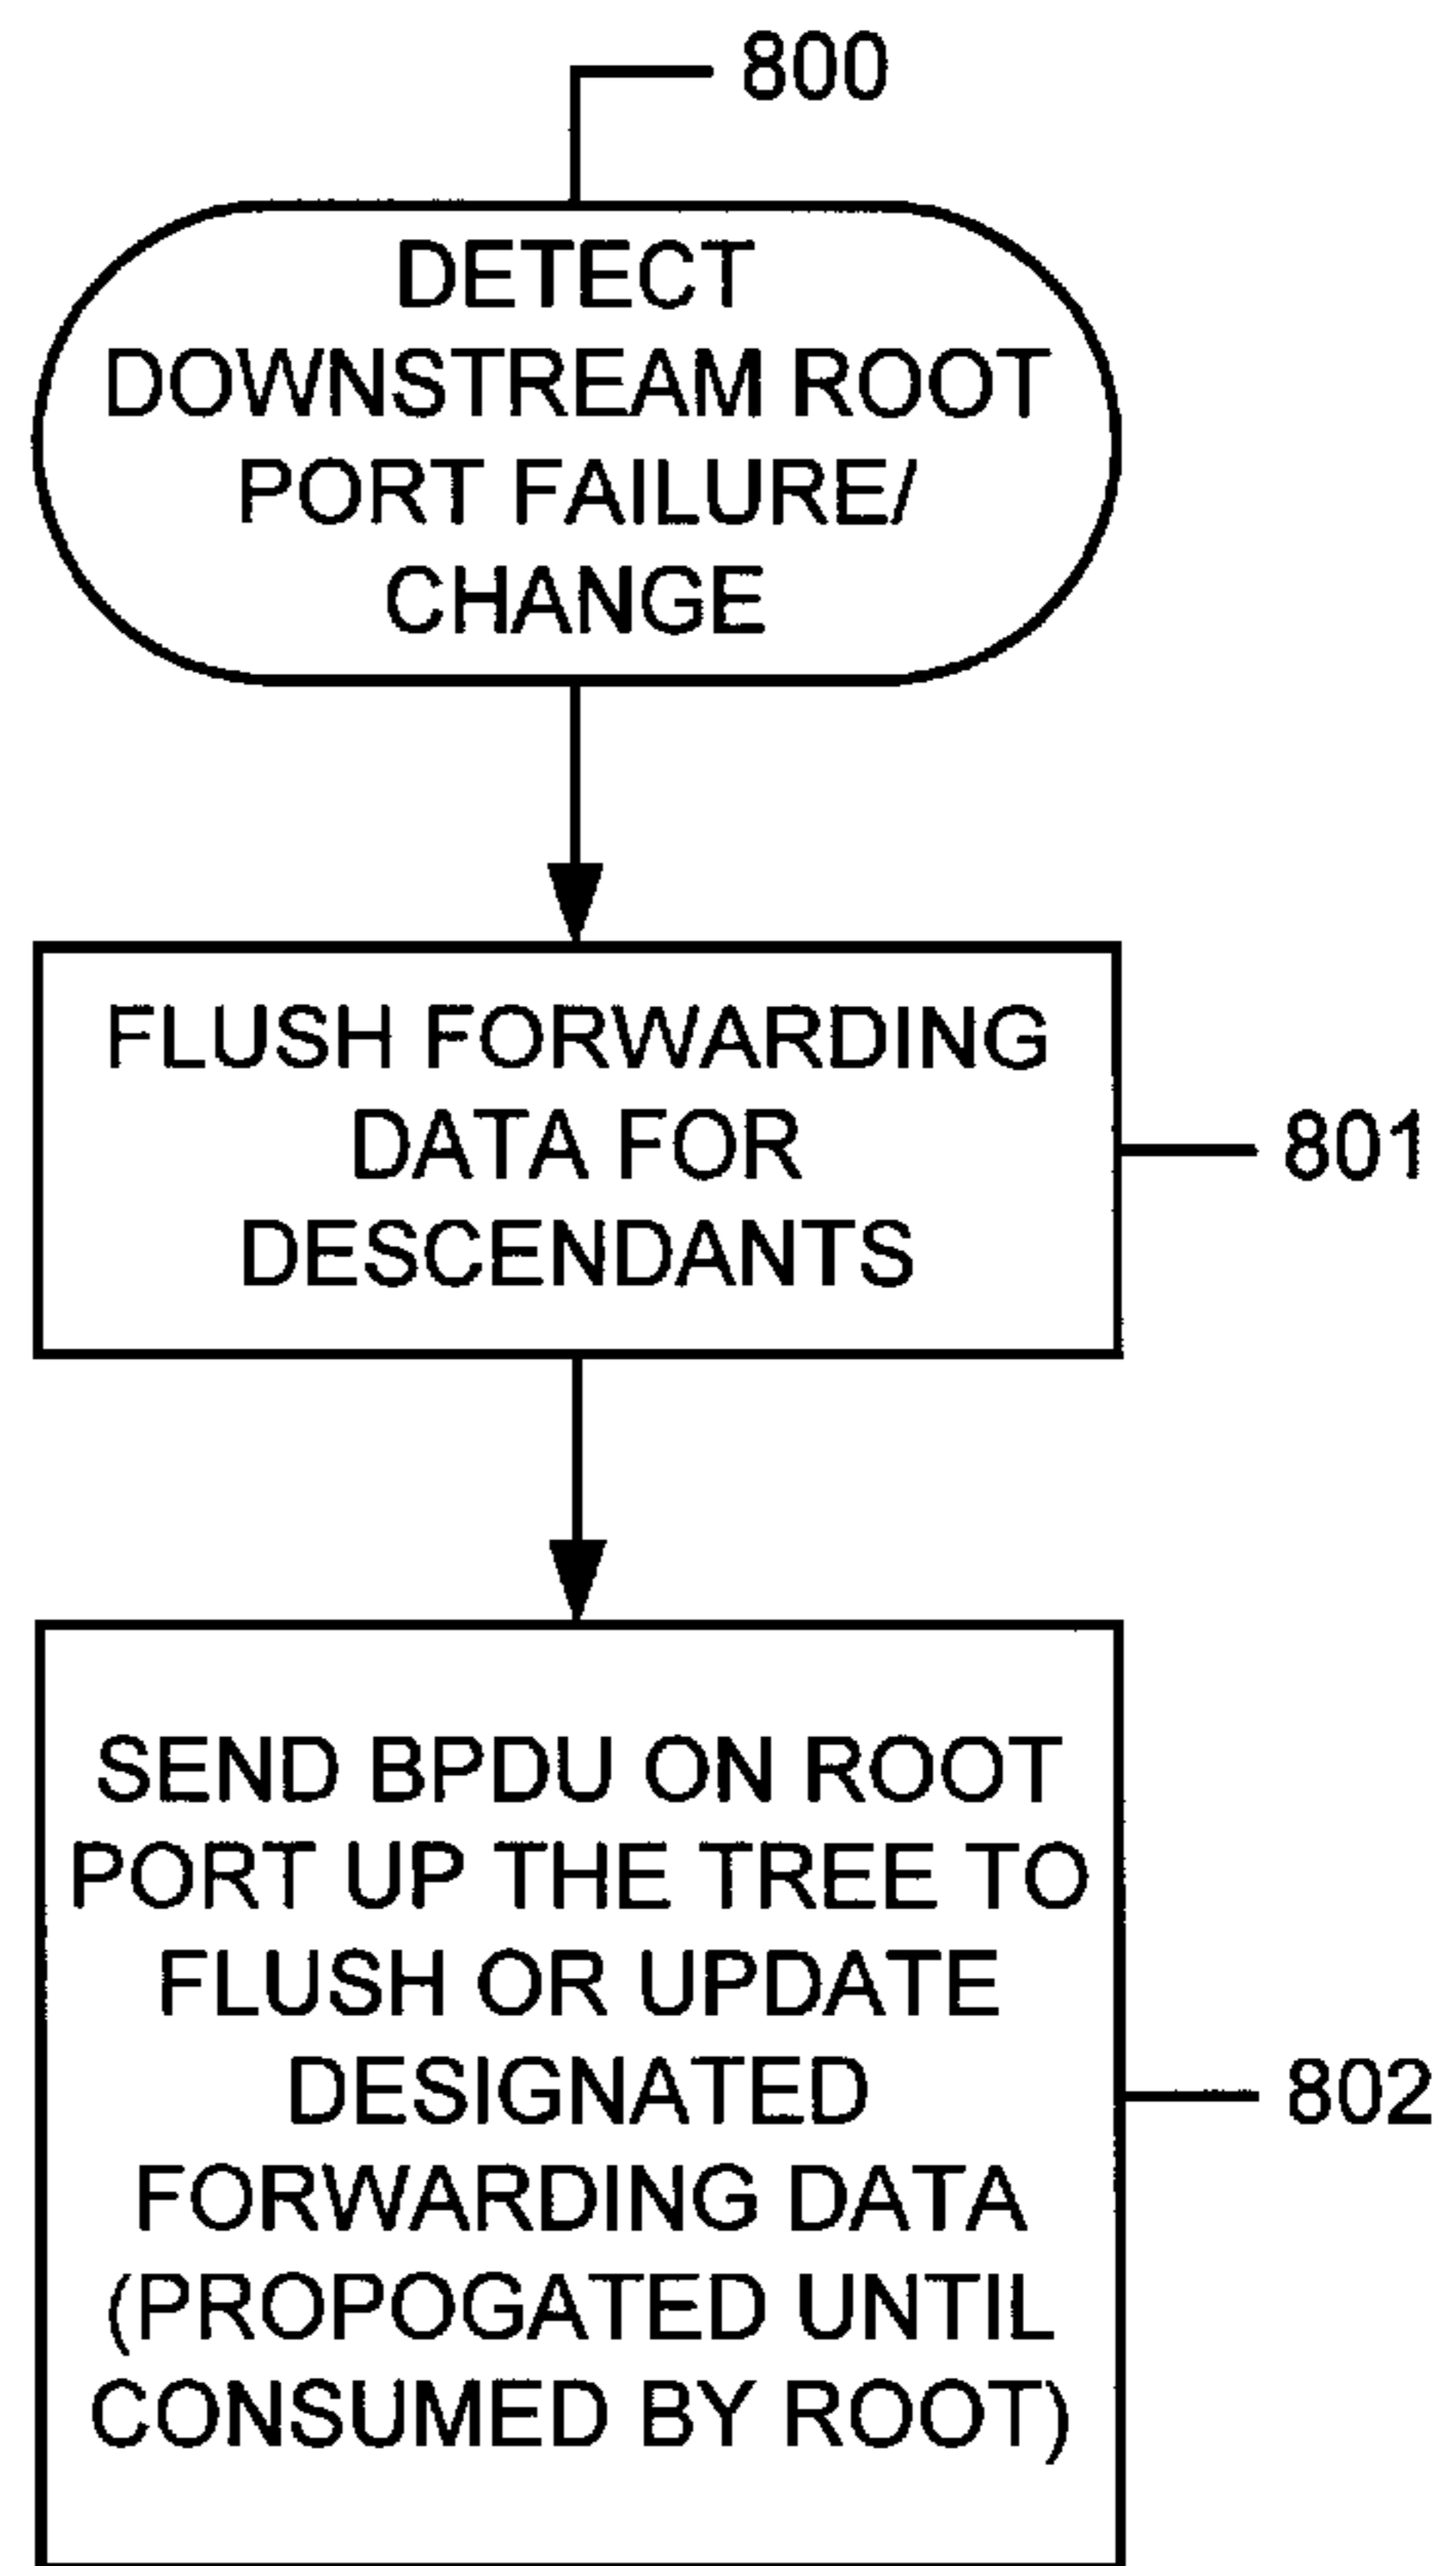 800
DETECT
DOWNSTREAM ROOT
PORT FAILURE/
CHANGE
FLUSH FORWARDING
DATA FOR
DESCENDANTS
801
SEND BPDU ON ROOT
PORT UP THE TREE TO
FLUSH OR UPDATE
DESIGNATED
FORWARDING DATA
(PROPOGATED UNTIL
CONSUMED BY ROOT)
802